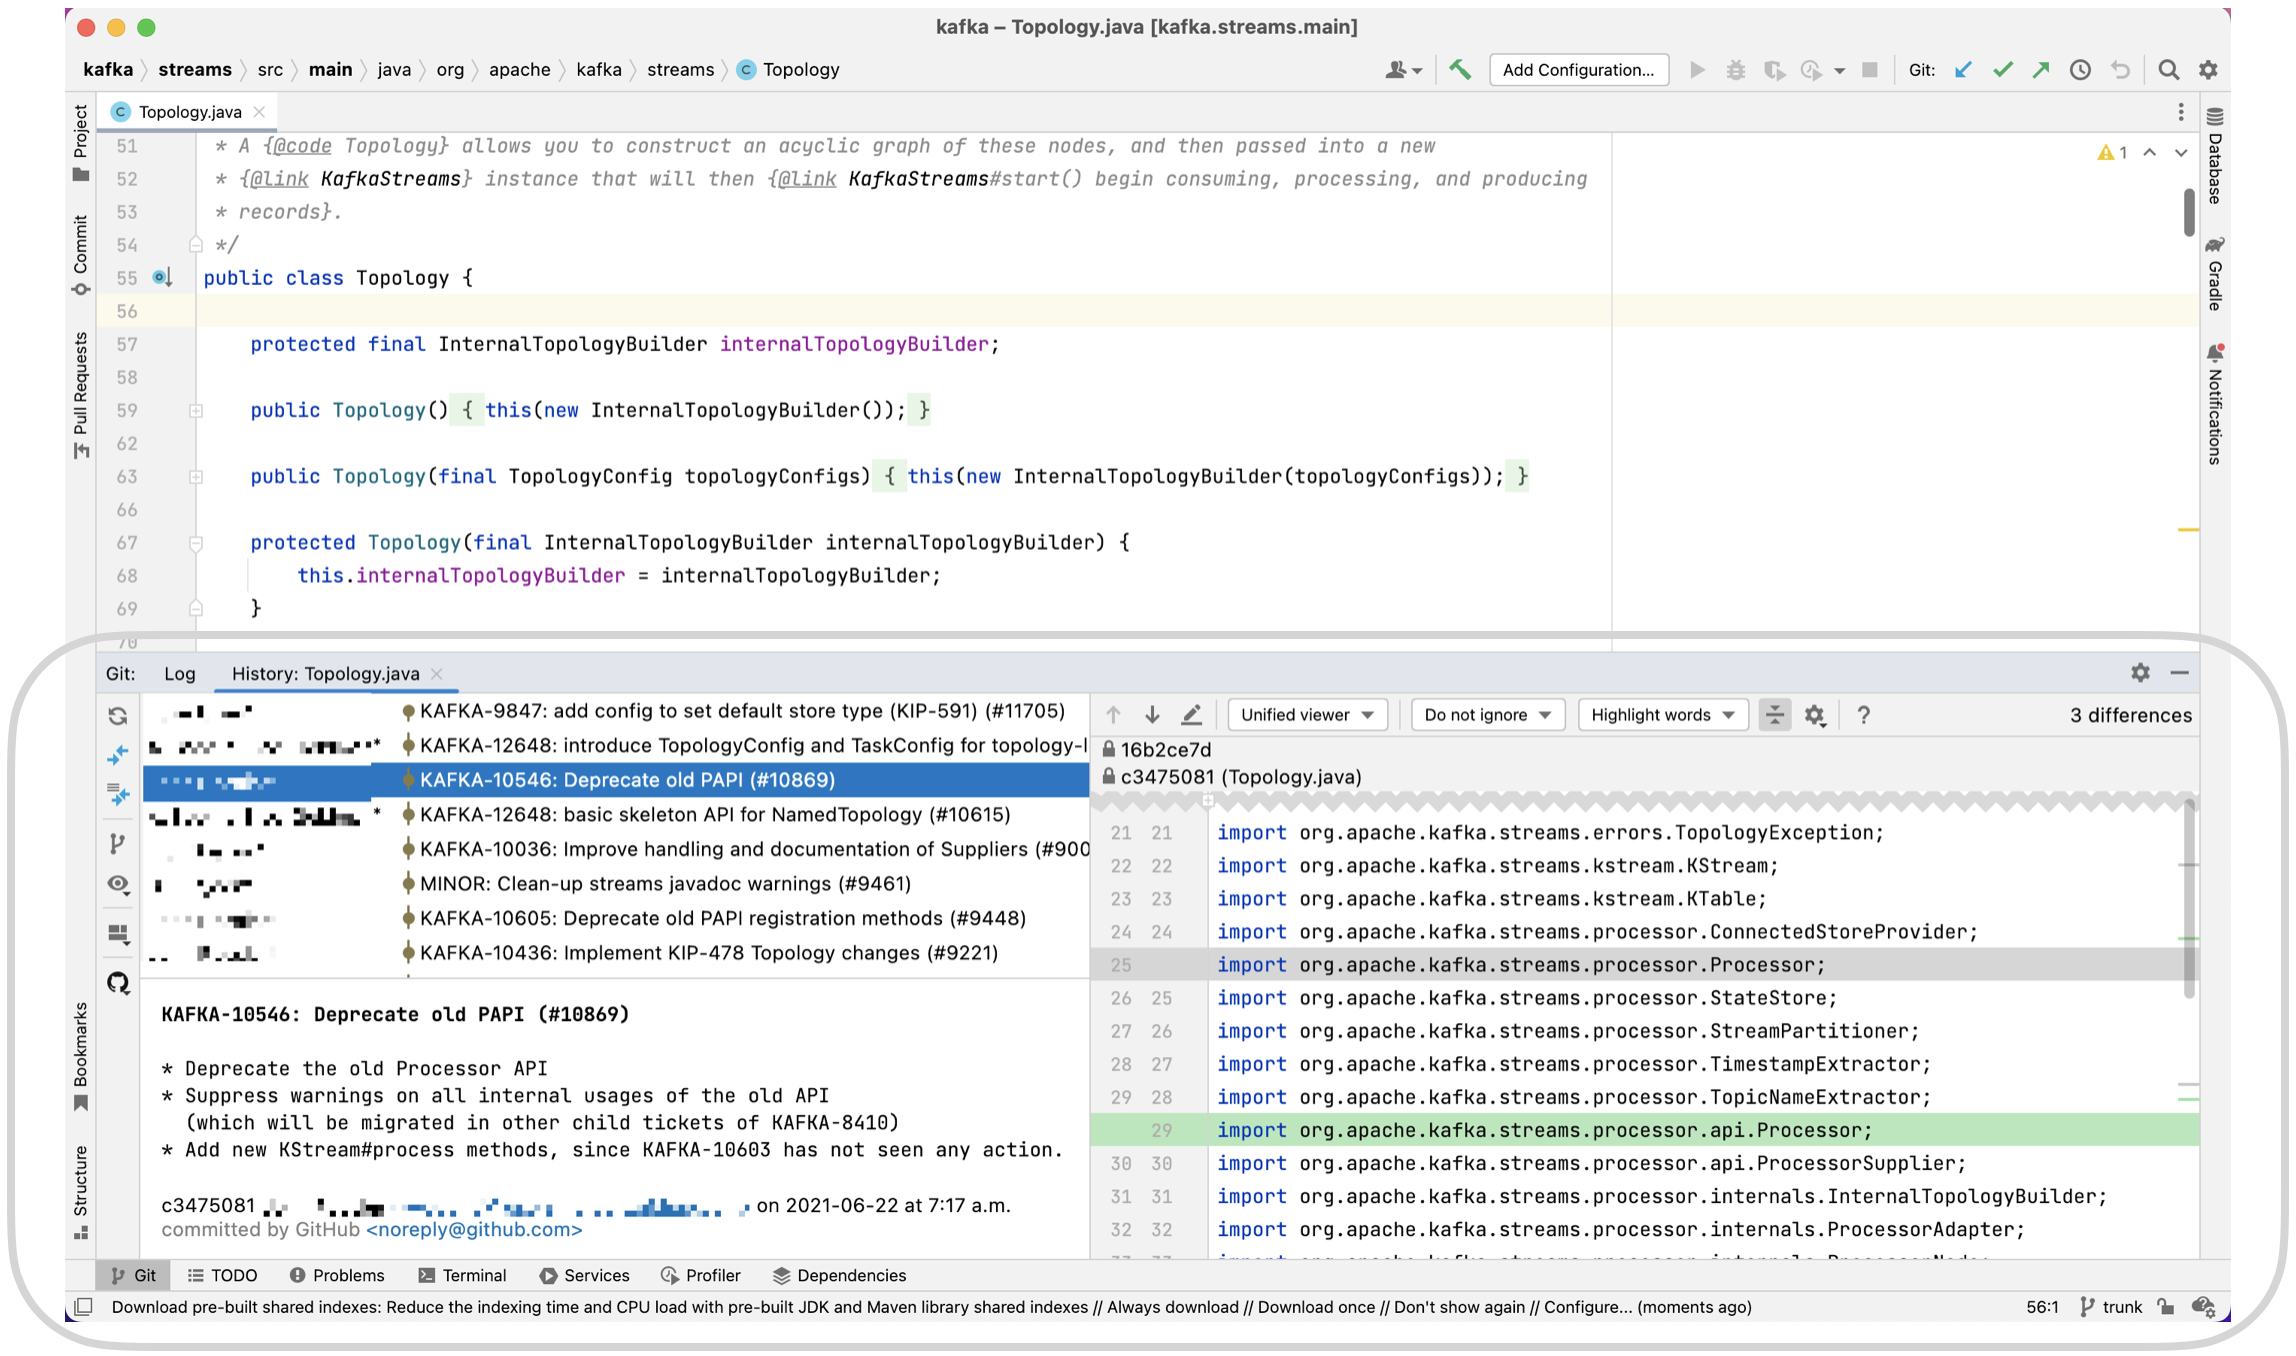 kafka – Topology.java [kafka.streams.main]
kafka streams src main java org apache kafka streams Topology
Add Configuration... Git:
Topology.java
Project
Commit
Pull Requests
Bookmarks
Structure
51 * A {@code Topology} allows you to construct an acyclic graph of these nodes, and then passed into a new
52 * {@link KafkaStreams} instance that will then {@link KafkaStreams#start() begin consuming, processing, and producing
53 * records}.
54 */
55 public class Topology {
56
57 protected final InternalTopologyBuilder internalTopologyBuilder;
58
59 public Topology() { this(new InternalTopologyBuilder()); }
62
63 public Topology(final TopologyConfig topologyConfigs) { this(new InternalTopologyBuilder(topologyConfigs)); }
66
67 protected Topology(final InternalTopologyBuilder internalTopologyBuilder) {
68 this.internalTopologyBuilder = internalTopologyBuilder;
69 }
70
1
Database
Gradle
Notifications
Git: Log History: Topology.java
KAFKA-9847: add config to set default store type (KIP-591) (#11705)
* KAFKA-12648: introduce TopologyConfig and TaskConfig for topology-l
KAFKA-10546: Deprecate old PAPI (#10869)
* KAFKA-12648: basic skeleton API for NamedTopology (#10615)
KAFKA-10036: Improve handling and documentation of Suppliers (#900
MINOR: Clean-up streams javadoc warnings (#9461)
KAFKA-10605: Deprecate old PAPI registration methods (#9448)
KAFKA-10436: Implement KIP-478 Topology changes (#9221)
KAFKA-10546: Deprecate old PAPI (#10869)
* Deprecate the old Processor API
* Suppress warnings on all internal usages of the old API
(which will be migrated in other child tickets of KAFKA-8410)
* Add new KStream#process methods, since KAFKA-10603 has not seen any action.
c3475081 on 2021-06-22 at 7:17 a.m.
committed by GitHub <noreply@github.com>
Unified viewer Do not ignore Highlight words ? 3 differences
16b2ce7d
c3475081 (Topology.java)
21 21 import org.apache.kafka.streams.errors.TopologyException;
22 22 import org.apache.kafka.streams.kstream.KStream;
23 23 import org.apache.kafka.streams.kstream.KTable;
24 24 import org.apache.kafka.streams.processor.ConnectedStoreProvider;
25 import org.apache.kafka.streams.processor.Processor;
26 25 import org.apache.kafka.streams.processor.StateStore;
27 26 import org.apache.kafka.streams.processor.StreamPartitioner;
28 27 import org.apache.kafka.streams.processor.TimestampExtractor;
29 28 import org.apache.kafka.streams.processor.TopicNameExtractor;
29 import org.apache.kafka.streams.processor.api.Processor;
30 30 import org.apache.kafka.streams.processor.api.ProcessorSupplier;
31 31 import org.apache.kafka.streams.processor.internals.InternalTopologyBuilder;
32 32 import org.apache.kafka.streams.processor.internals.ProcessorAdapter;
Git TODO Problems Terminal Services Profiler Dependencies
Download pre-built shared indexes: Reduce the indexing time and CPU load with pre-built JDK and Maven library shared indexes // Always download // Download once // Don't show again // Configure... (moments ago)
56:1 trunk